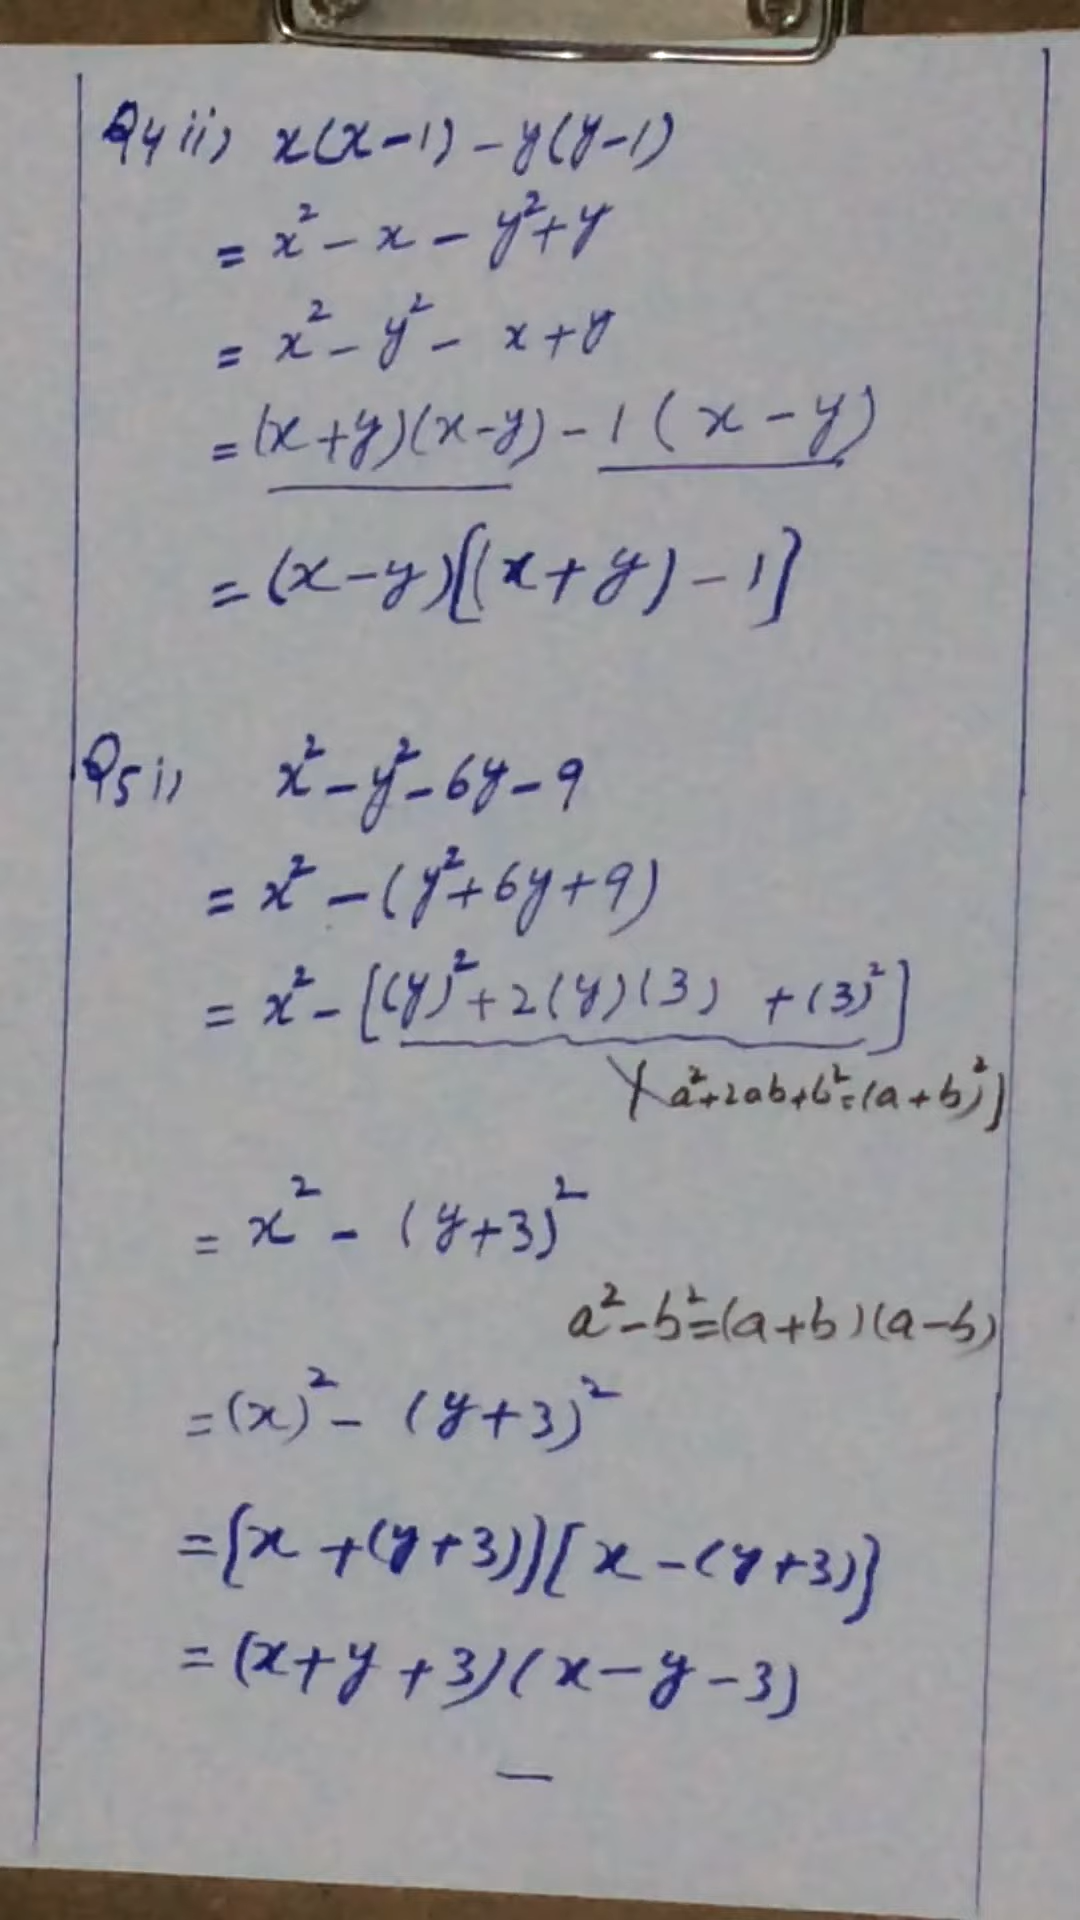 Q4 ii) x(x-1) - y(y-1)
= x² - x - y² + y
= x² - y² - x + y
= (x+y)(x-y) - 1(x-y)
= (x-y)[(x+y) - 1]
Q5 i) x² - y² - 6y - 9
= x² - (y² + 6y + 9)
= x² - [(y)² + 2(y)(3) + (3)²]
[a² + 2ab + b² = (a+b)²]
= x² - (y+3)²
a² - b² = (a+b)(a-b)
= (x)² - (y+3)²
= [x + (y+3)][x - (y+3)]
= (x+y+3)(x-y-3)